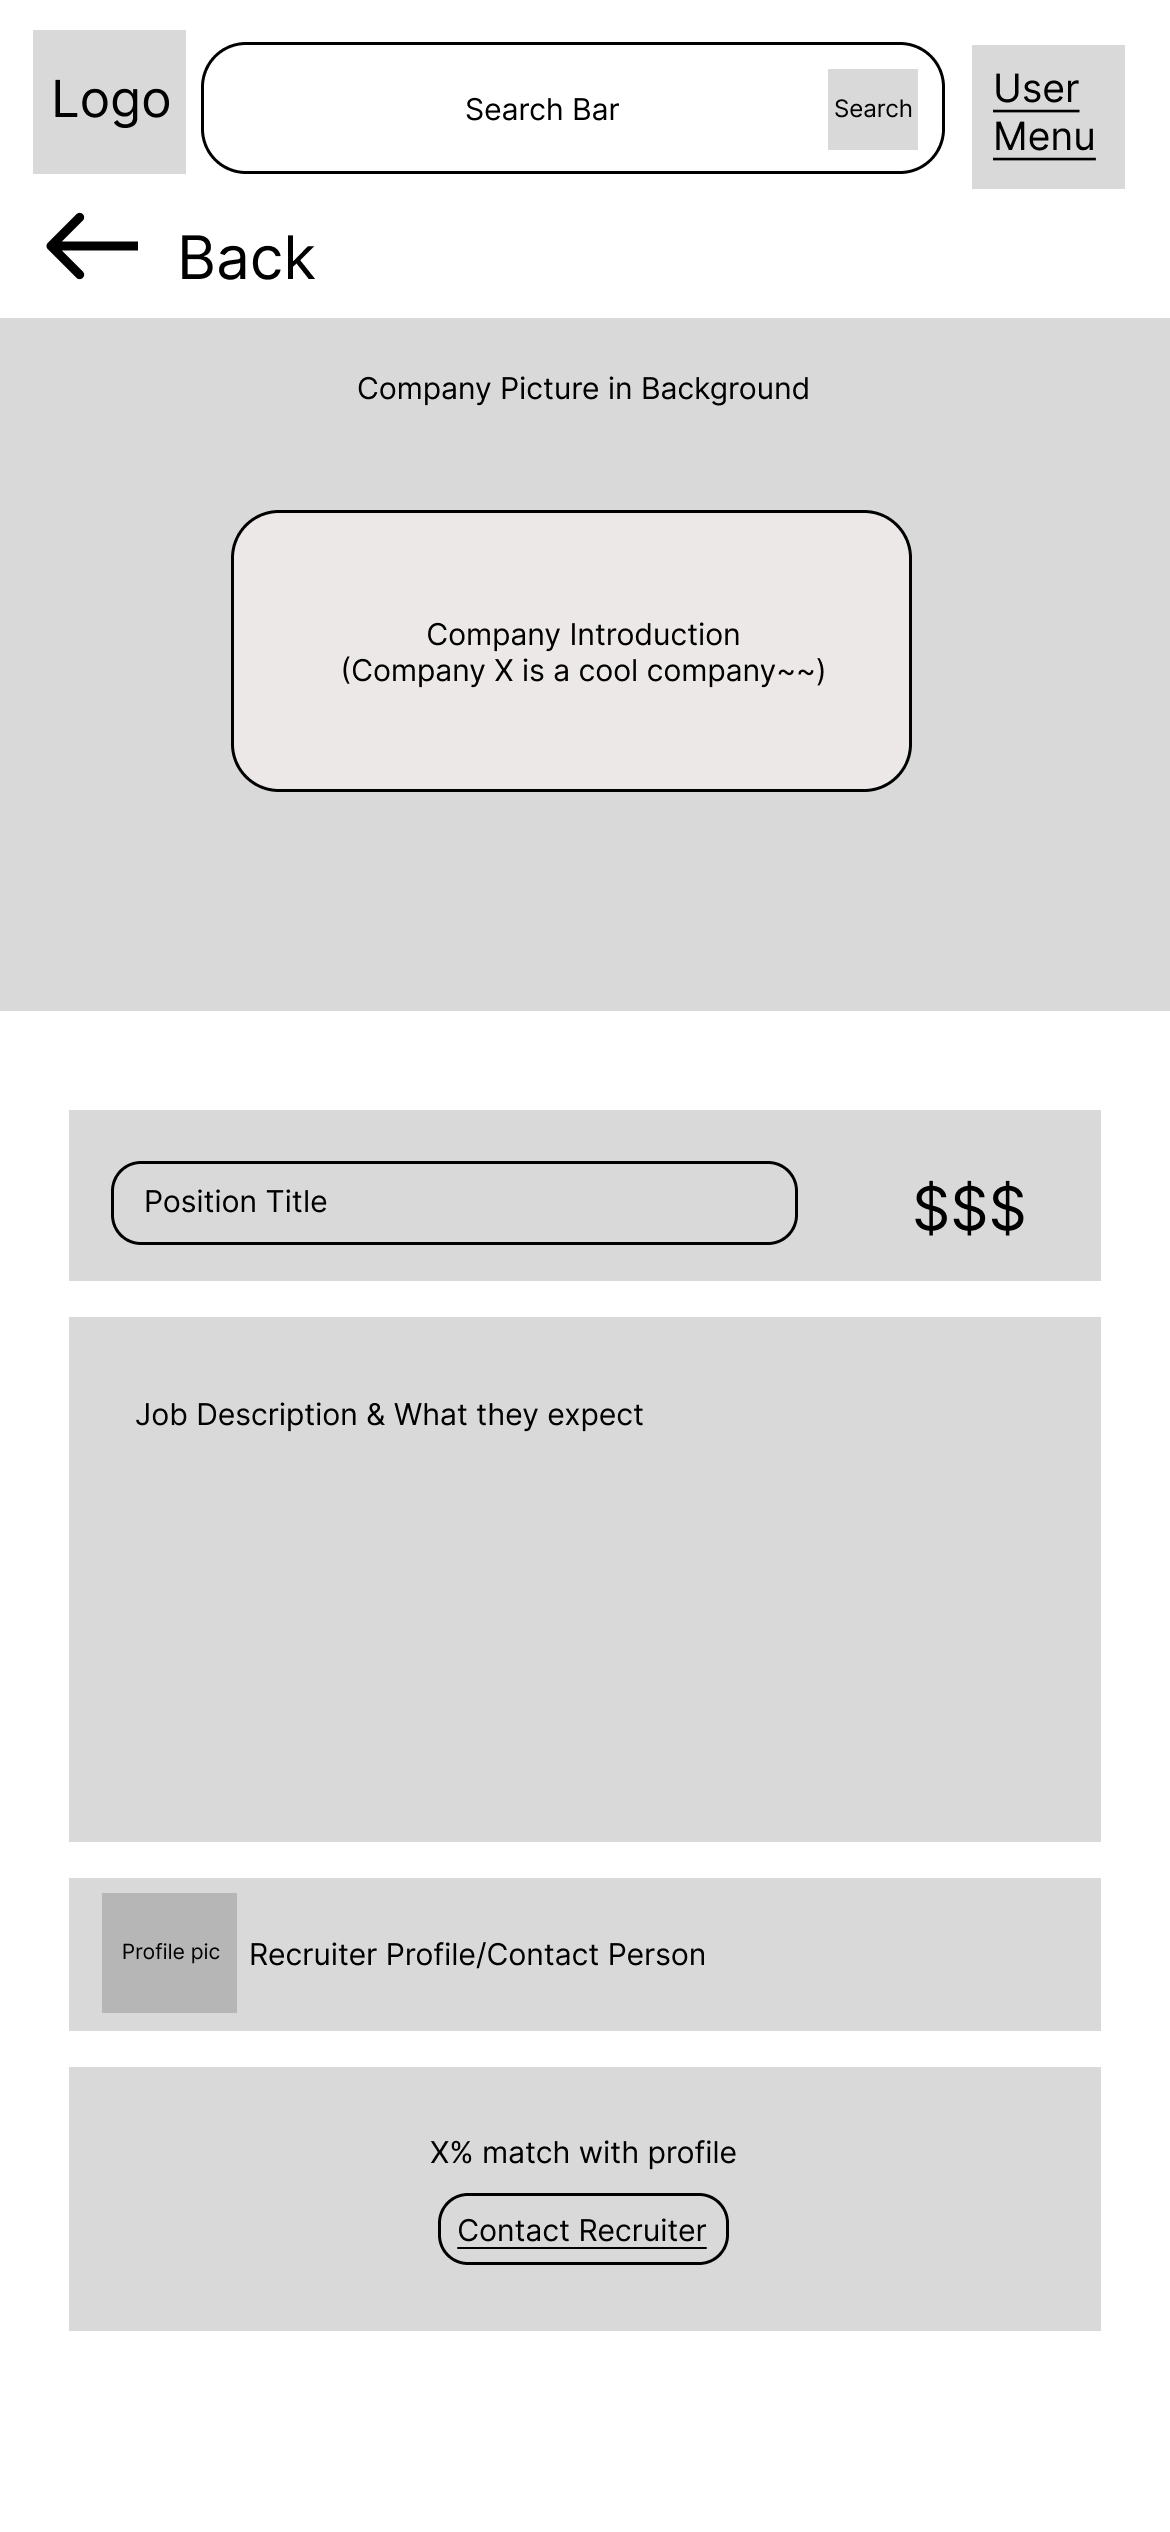 Logo
Search Bar
Search
User
Menu
Back
Company Picture in Background
Company Introduction
(Company X is a cool company~~)
Position Title
$$$
Job Description & What they expect
Profile pic
Recruiter Profile/Contact Person
X% match with profile
Contact Recruiter